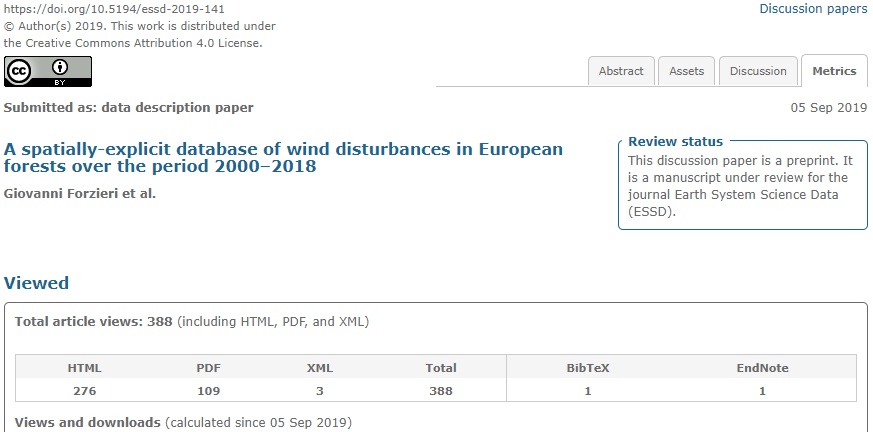 https://doi.org/10.5194/essd-2019-141
© Author(s) 2019. This work is distributed under
the Creative Commons Attribution 4.0 License.
cc
BY
Discussion papers
Abstract
Assets
Discussion
Metrics
Submitted as: data description paper
05 Sep 2019
A spatially-explicit database of wind disturbances in European
forests over the period 2000–2018
Giovanni Forzieri et al.
Review status
This discussion paper is a preprint. It
is a manuscript under review for the
journal Earth System Science Data
(ESSD).
Viewed
Total article views: 388 (including HTML, PDF, and XML)
HTML PDF XML Total BibTeX EndNote
276 109 3 388 1 1
Views and downloads (calculated since 05 Sep 2019)